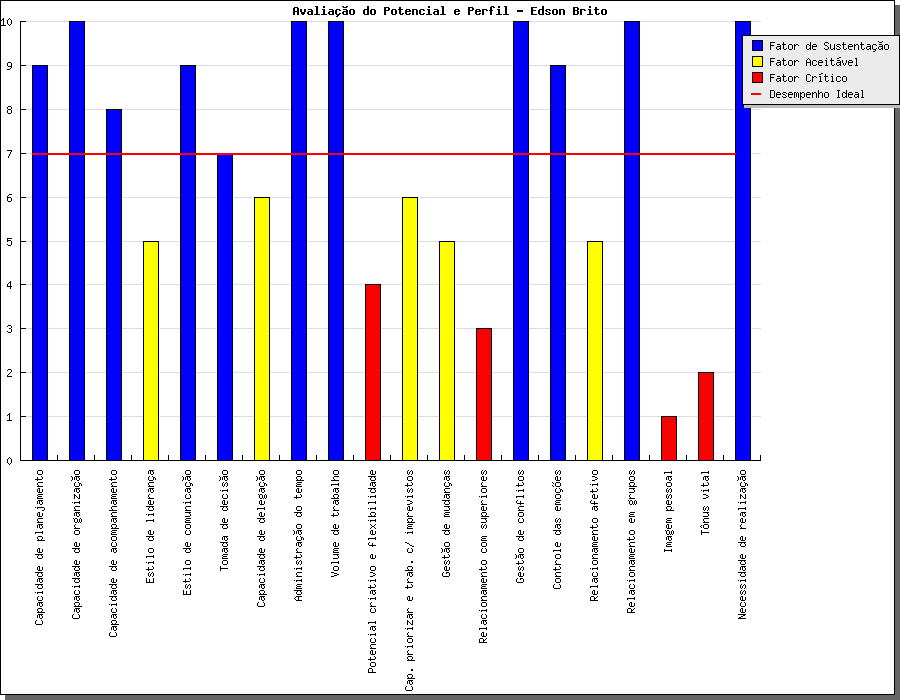 Avaliação do Potencial e Perfil - Edson Brito
Fator de Sustentação
Fator Aceitável
Fator Crítico
Desempenho Ideal
10
9
8
7
6
5
4
3
2
1
0
Capacidade de planejamento
Capacidade de organização
Capacidade de acompanhamento
Estilo de liderança
Estilo de comunicação
Tomada de decisão
Capacidade de delegação
Administração do tempo
Volume de trabalho
Potencial criativo e flexibilidade
Cap. priorizar e trab. c/ imprevistos
Gestão de mudanças
Relacionamento com superiores
Gestão de conflitos
Controle das emoções
Relacionamento afetivo
Relacionamento em grupos
Imagem pessoal
Tônus vital
Necessidade de realização